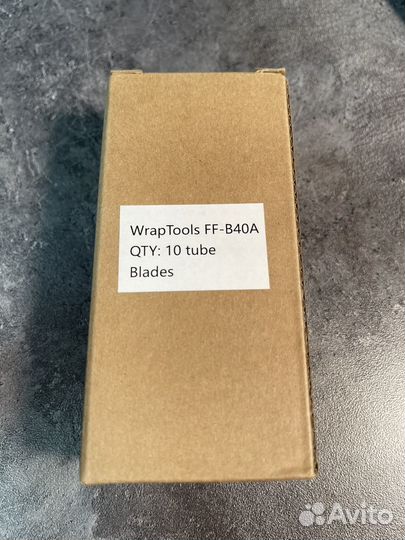 WrapTools FF-B40A
QTY: 10 tube
Blades
Avito